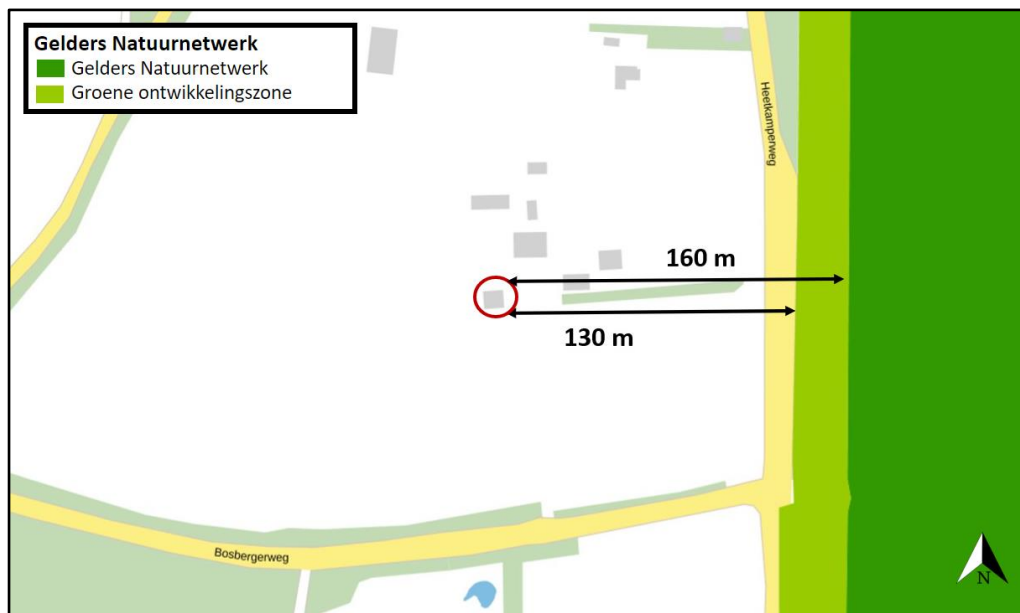 Gelders Natuurnetwerk
Gelders Natuurnetwerk
Groene ontwikkelingszone
Heetkamperweg
160 m
130 m
Bosbergerweg
N